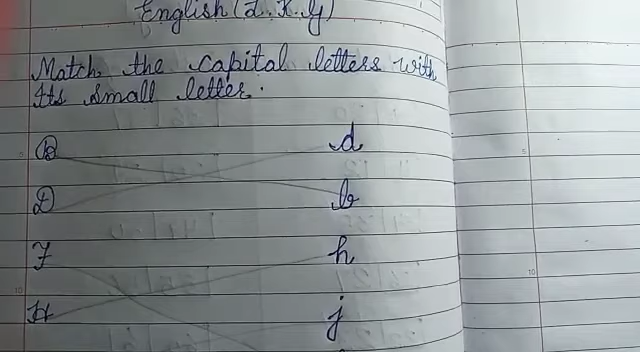 English (L.K.G)
Match the capital letters with
Its small letter.
B d
D b
F h
H j